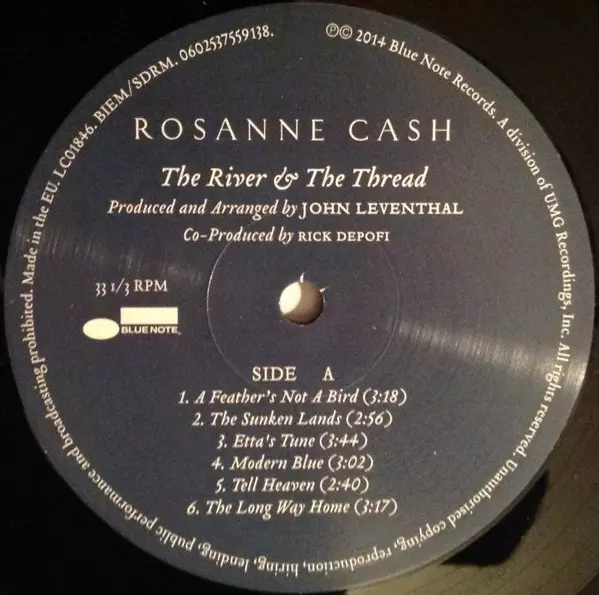 ℗© 2014 Blue Note Records. A division of UMG Recordings, Inc. All rights reserved. Unauthorised copying, reproduction, hiring, lending, public performance and broadcasting prohibited. Made in the EU. LC01846. BIEM/SDRM. 0602537559138.
ROSANNE CASH
The River & The Thread
Produced and Arranged by JOHN LEVENTHAL
Co-Produced by RICK DEPOFI
33 1/3 RPM
BLUE NOTE
SIDE A
1. A Feather's Not A Bird (3:18)
2. The Sunken Lands (2:56)
3. Etta's Tune (3:44)
4. Modern Blue (3:02)
5. Tell Heaven (2:40)
6. The Long Way Home (3:17)